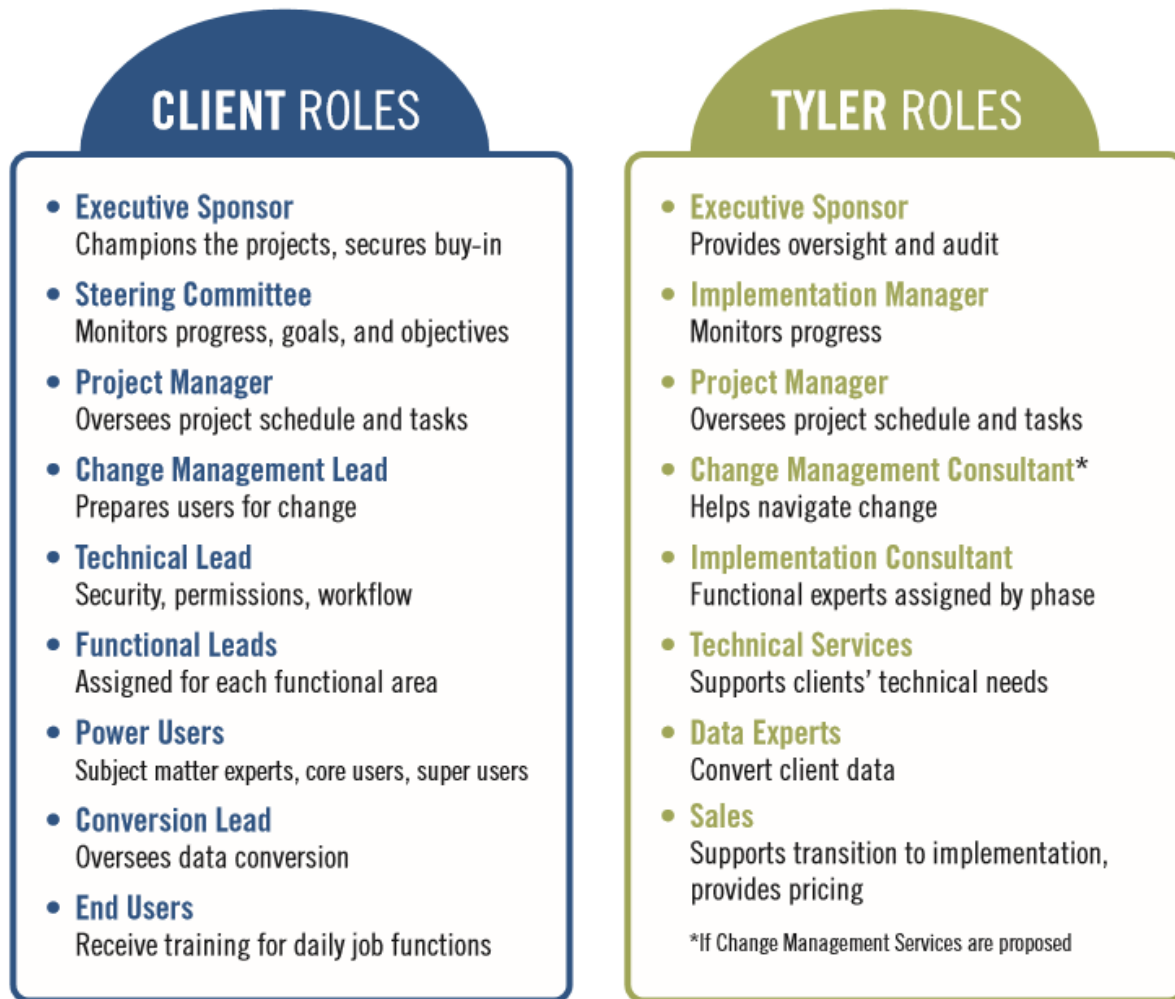 CLIENT ROLES
• Executive Sponsor
Champions the projects, secures buy-in
• Steering Committee
Monitors progress, goals, and objectives
• Project Manager
Oversees project schedule and tasks
• Change Management Lead
Prepares users for change
• Technical Lead
Security, permissions, workflow
• Functional Leads
Assigned for each functional area
• Power Users
Subject matter experts, core users, super users
• Conversion Lead
Oversees data conversion
• End Users
Receive training for daily job functions
TYLER ROLES
• Executive Sponsor
Provides oversight and audit
• Implementation Manager
Monitors progress
• Project Manager
Oversees project schedule and tasks
• Change Management Consultant*
Helps navigate change
• Implementation Consultant
Functional experts assigned by phase
• Technical Services
Supports clients’ technical needs
• Data Experts
Convert client data
• Sales
Supports transition to implementation,
provides pricing
*If Change Management Services are proposed